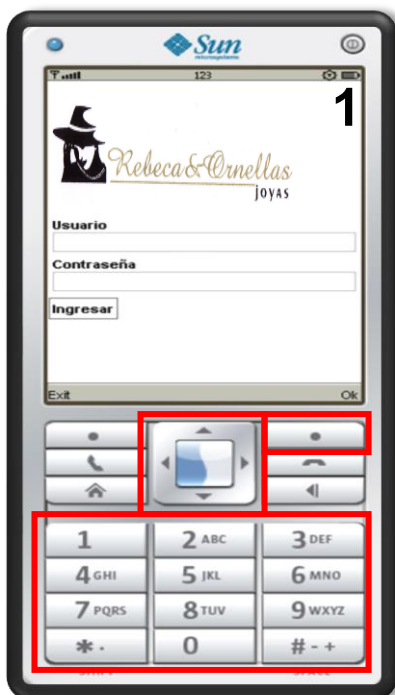 Sun
microsystems
123
1
Rebeca & Ornellas
joyas
Usuario
Contraseña
Ingresar
Exit Ok
1 2 ABC 3 DEF
4 GHI 5 JKL 6 MNO
7 PQRS 8 TUV 9 WXYZ
* . 0 # - +